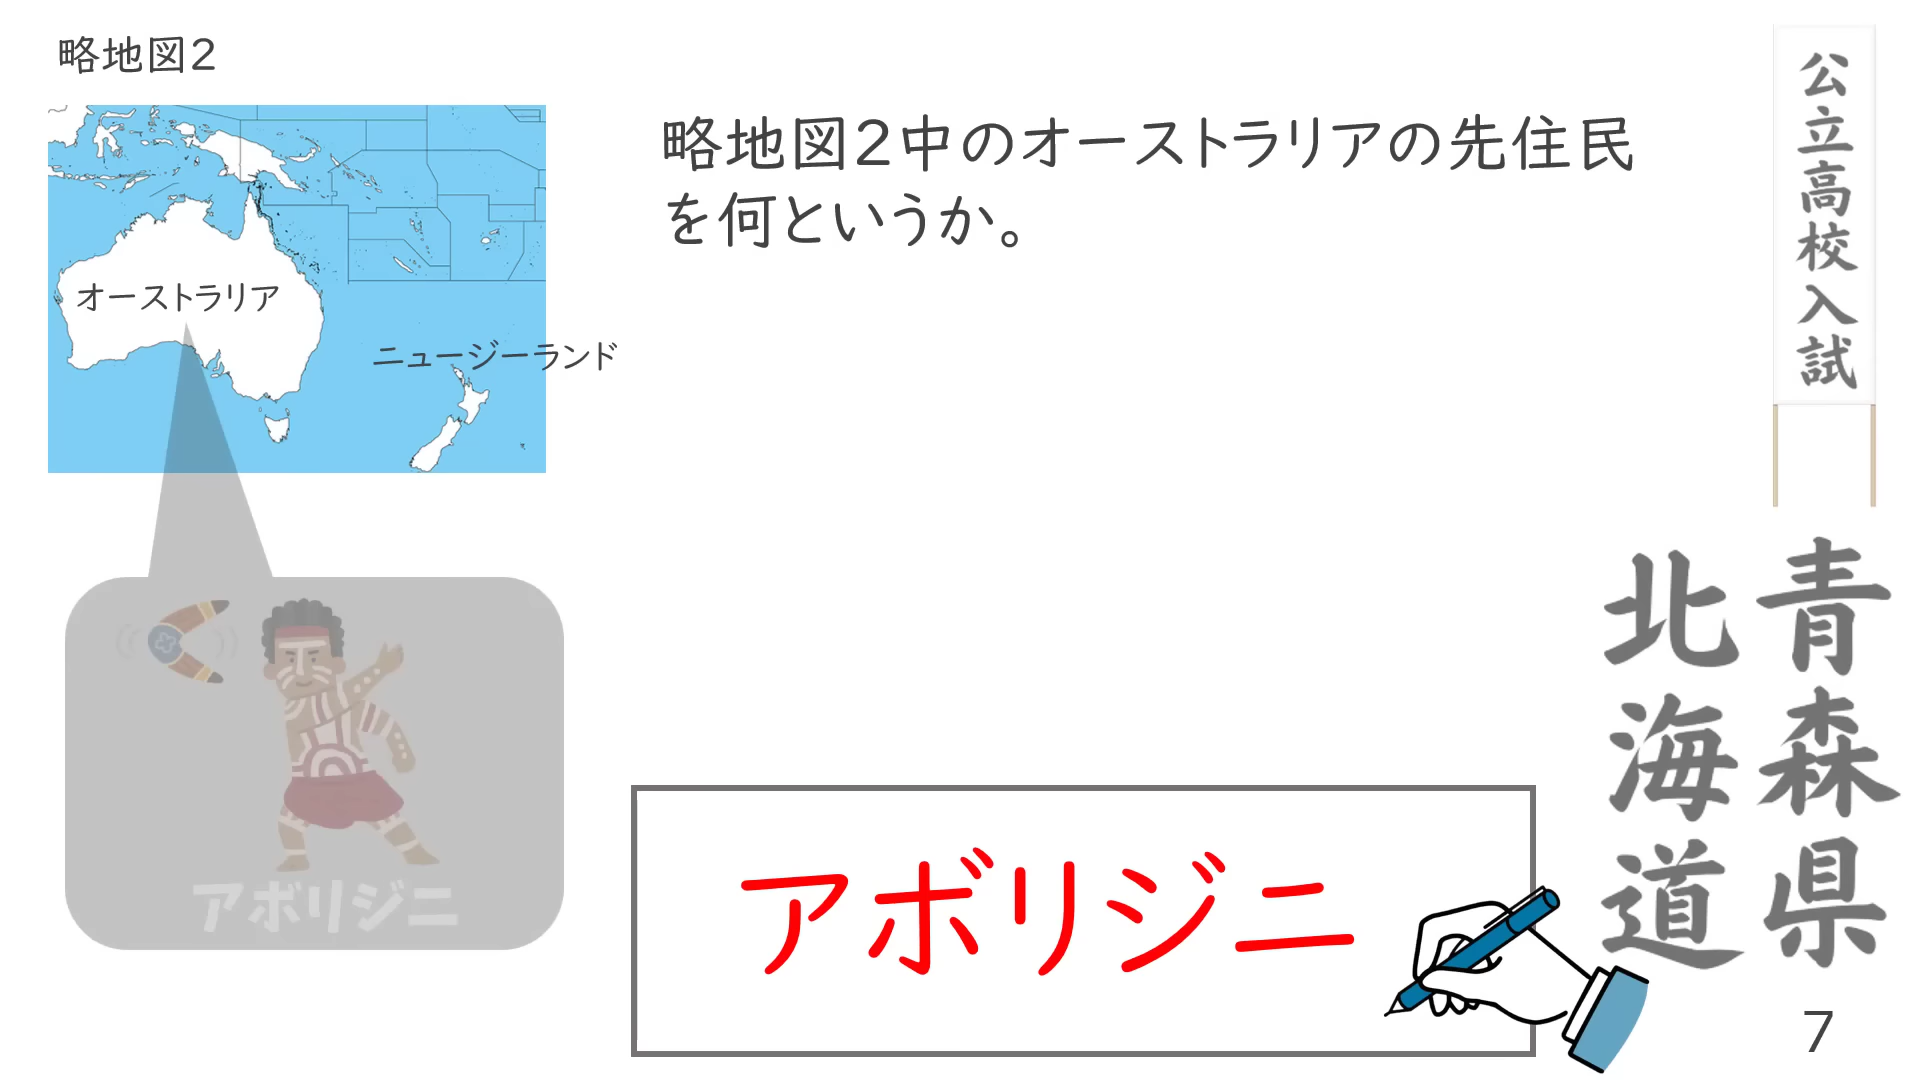 略地図2
オーストラリア
ニュージーランド
アボリジニ
略地図2中のオーストラリアの先住民
を何というか。
アボリジニ
公立高校入試
青森県
北海道
7